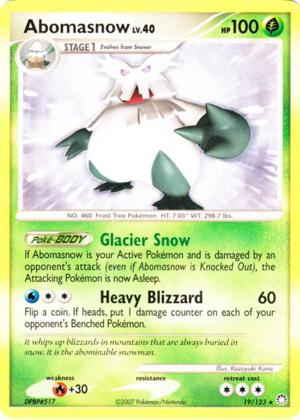 Abomasnow LV.40 HP 100
STAGE 1 Evolves from Snover
NO. 460 Frost Tree Pokémon HT: 7'03" WT: 298.7 lbs.
Poké-BODY Glacier Snow
If Abomasnow is your Active Pokémon and is damaged by an
opponent's attack (even if Abomasnow is Knocked Out), the
Attacking Pokémon is now Asleep.
Heavy Blizzard 60
Flip a coin. If heads, put 1 damage counter on each of your
opponent's Benched Pokémon.
It whips up blizzards in mountains that are always buried in
snow. It is the abominable snowman.
weakness resistance retreat cost
+30
Illus. Kazuyuki Kano
DPBP#517 ©2007 Pokémon/Nintendo 19/123 ★